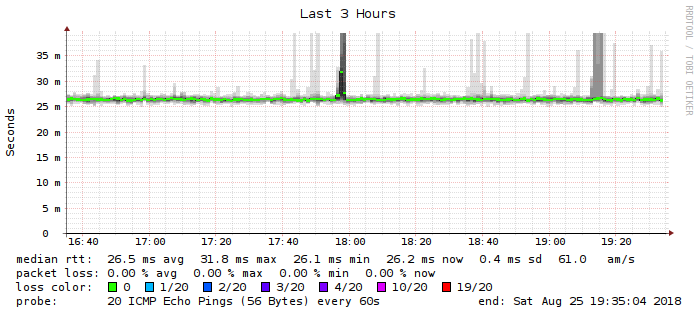 Last 3 Hours
RRDTOOL / TOBI OETIKER
Seconds
35 m
30 m
25 m
20 m
15 m
10 m
5 m
0
16:40 17:00 17:20 17:40 18:00 18:20 18:40 19:00 19:20
median rtt: 26.5 ms avg 31.8 ms max 26.1 ms min 26.2 ms now 0.4 ms sd 61.0 am/s
packet loss: 0.00 % avg 0.00 % max 0.00 % min 0.00 % now
loss color: 0 1/20 2/20 3/20 4/20 10/20 19/20
probe: 20 ICMP Echo Pings (56 Bytes) every 60s end: Sat Aug 25 19:35:04 2018